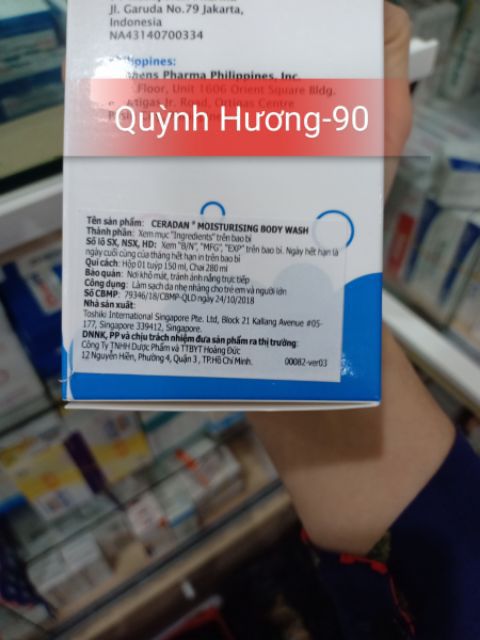 Jl. Garuda No.79 Jakarta,
Indonesia
NA43140700334
Philippines:
hens Pharma Philippines, Inc.
Floor, Unit 1606 Orient Square Bldg.
Jr. Road, Ortigas Centre
Quỳnh Hương-90
Tên sản phẩm: CERADAN® MOISTURISING BODY WASH
Thành phần: Xem mục "Ingredients" trên bao bì
Số lô SX, NSX, HD: Xem "B/N", "MFG", "EXP" trên bao bì. Ngày hết hạn là
ngày cuối cùng của tháng hết hạn in trên bao bì
Qui cách: Hộp 01 tuýp 150 ml, Chai 280 ml
Bảo quản: Nơi khô mát, tránh ánh nắng trực tiếp
Công dụng: Làm sạch da nhẹ nhàng cho trẻ em và người lớn
Số CBMP: 79346/18/CBMP-QLD ngày 24/10/2018
Nhà sản xuất:
Toshiki International Singapore Pte. Ltd, Block 21 Kallang Avenue #05-
177, Singapore 339412, Singapore.
DNNK, PP và chịu trách nhiệm đưa sản phẩm ra thị trường:
Công Ty TNHH Dược Phẩm và TTBYT Hoàng Đức
12 Nguyễn Hiền, Phường 4, Quận 3, TP.Hồ Chí Minh. 00082-ver03